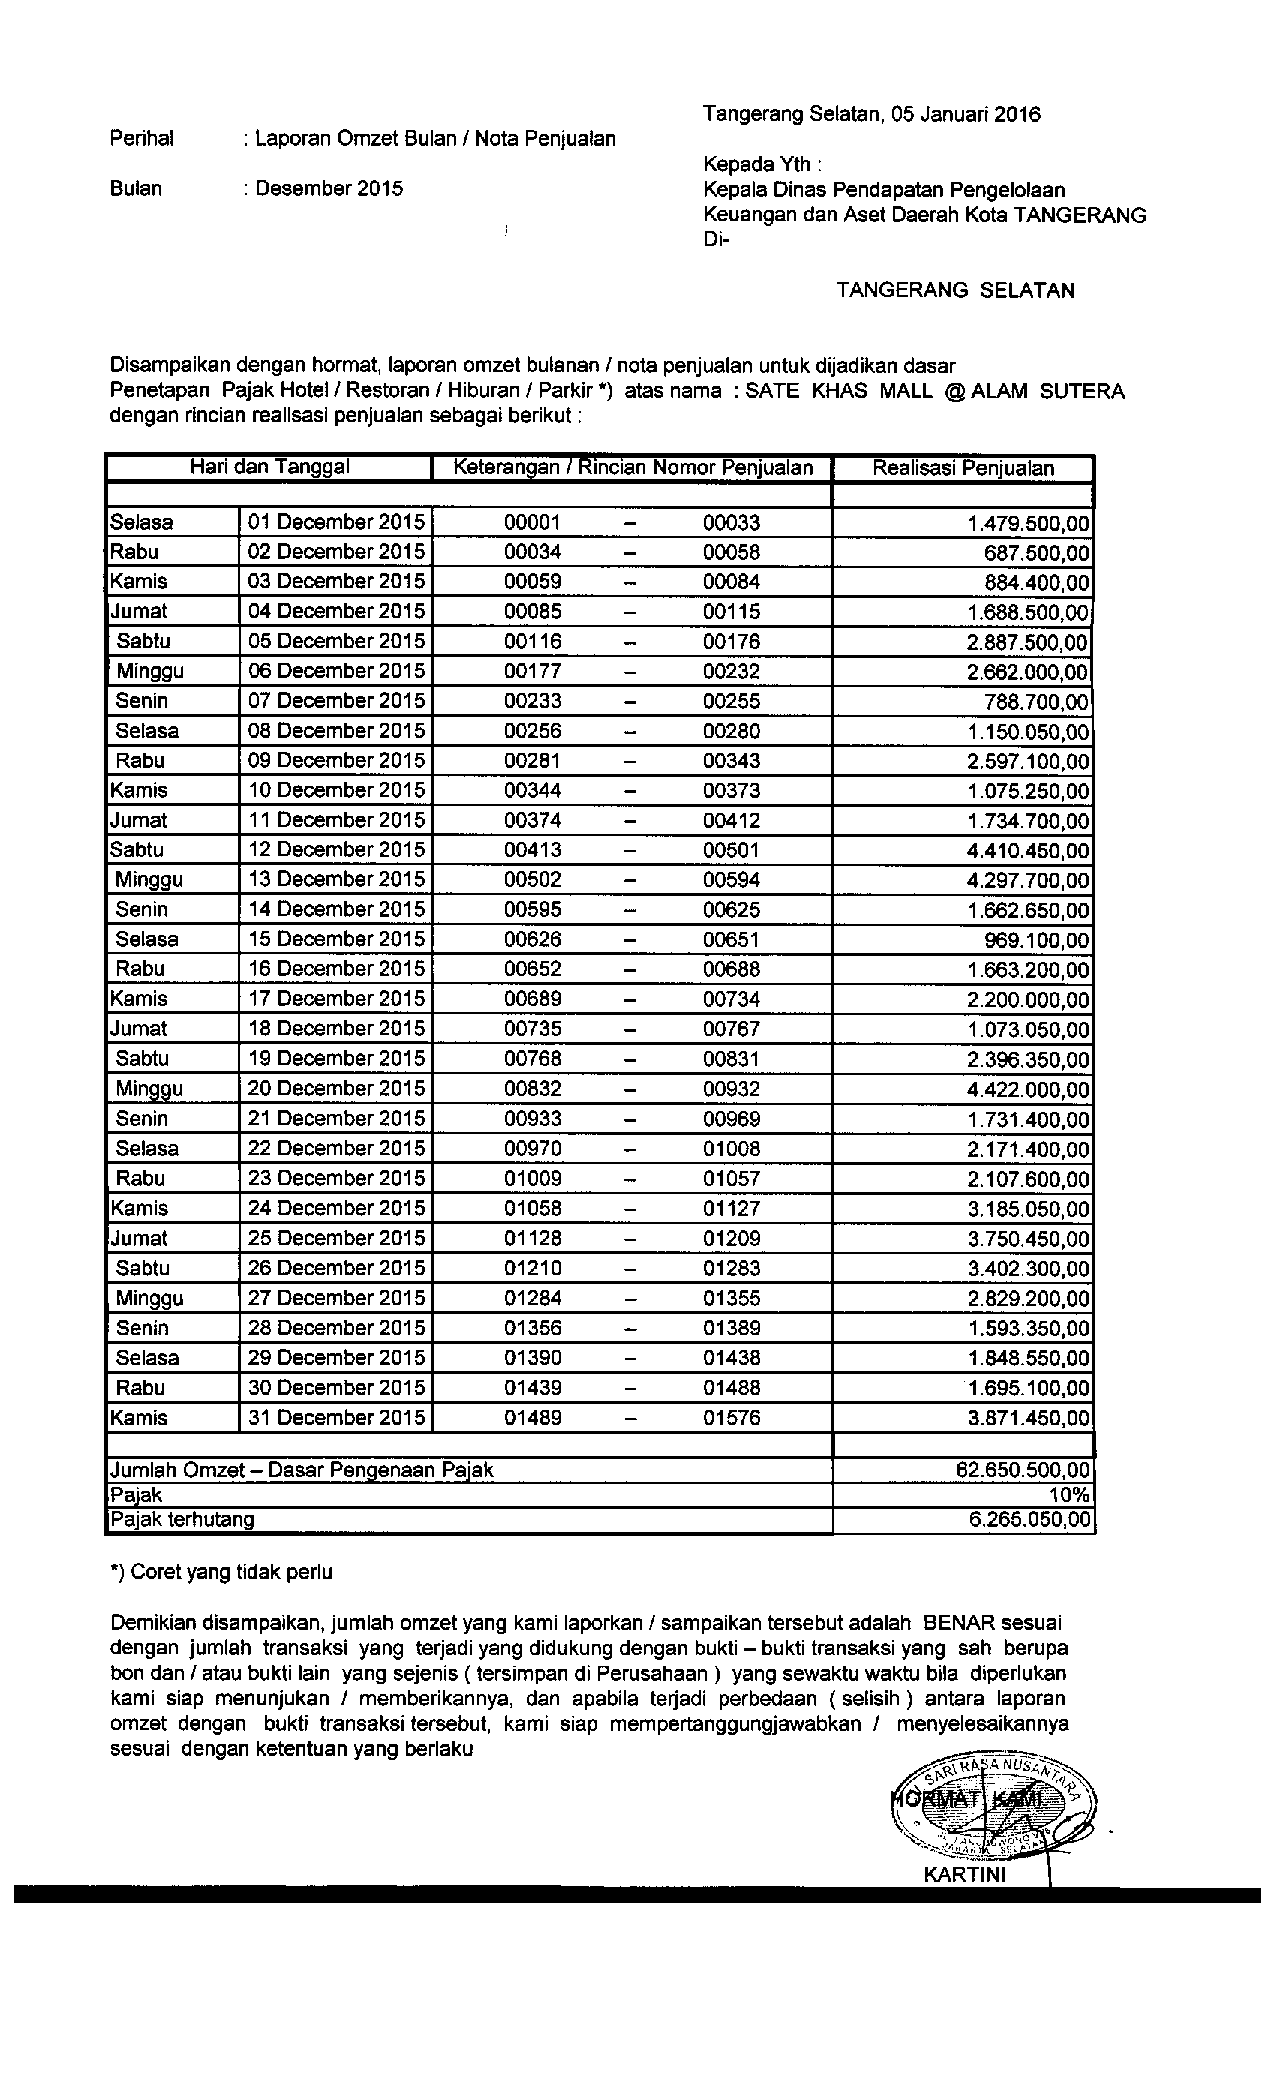 Tangerang Selatan, 05 Januari 2016
Perihal : Laporan Omzet Bulan / Nota Penjualan
Kepada Yth :
Bulan : Desember 2015
Kepala Dinas Pendapatan Pengelolaan
Keuangan dan Aset Daerah Kota TANGERANG
Di-
TANGERANG SELATAN
Disampaikan dengan hormat, laporan omzet bulanan / nota penjualan untuk dijadikan dasar
Penetapan Pajak Hotel / Restoran / Hiburan / Parkir *) atas nama : SATE KHAS MALL @ ALAM SUTERA
dengan rincian realisasi penjualan sebagai berikut :
Hari dan Tanggal Keterangan / Rincian Nomor Penjualan Realisasi Penjualan
Selasa 01 December 2015 00001 – 00033 1.479.500,00
Rabu 02 December 2015 00034 – 00058 687.500,00
Kamis 03 December 2015 00059 – 00084 884.400,00
Jumat 04 December 2015 00085 – 00115 1.688.500,00
Sabtu 05 December 2015 00116 – 00176 2.887.500,00
Minggu 06 December 2015 00177 – 00232 2.662.000,00
Senin 07 December 2015 00233 – 00255 788.700,00
Selasa 08 December 2015 00256 – 00280 1.150.050,00
Rabu 09 December 2015 00281 – 00343 2.597.100,00
Kamis 10 December 2015 00344 – 00373 1.075.250,00
Jumat 11 December 2015 00374 – 00412 1.734.700,00
Sabtu 12 December 2015 00413 – 00501 4.410.450,00
Minggu 13 December 2015 00502 – 00594 4.297.700,00
Senin 14 December 2015 00595 – 00625 1.662.650,00
Selasa 15 December 2015 00626 – 00651 969.100,00
Rabu 16 December 2015 00652 – 00688 1.663.200,00
Kamis 17 December 2015 00689 – 00734 2.200.000,00
Jumat 18 December 2015 00735 – 00767 1.073.050,00
Sabtu 19 December 2015 00768 – 00831 2.396.350,00
Minggu 20 December 2015 00832 – 00932 4.422.000,00
Senin 21 December 2015 00933 – 00969 1.731.400,00
Selasa 22 December 2015 00970 – 01008 2.171.400,00
Rabu 23 December 2015 01009 – 01057 2.107.600,00
Kamis 24 December 2015 01058 – 01127 3.185.050,00
Jumat 25 December 2015 01128 – 01209 3.750.450,00
Sabtu 26 December 2015 01210 – 01283 3.402.300,00
Minggu 27 December 2015 01284 – 01355 2.829.200,00
Senin 28 December 2015 01356 – 01389 1.593.350,00
Selasa 29 December 2015 01390 – 01438 1.848.550,00
Rabu 30 December 2015 01439 – 01488 1.695.100,00
Kamis 31 December 2015 01489 – 01576 3.871.450,00
Jumlah Omzet – Dasar Pengenaan Pajak 62.650.500,00
Pajak 10%
Pajak terhutang 6.265.050,00
*) Coret yang tidak perlu
Demikian disampaikan, jumlah omzet yang kami laporkan / sampaikan tersebut adalah BENAR sesuai
dengan jumlah transaksi yang terjadi yang didukung dengan bukti – bukti transaksi yang sah berupa
bon dan / atau bukti lain yang sejenis ( tersimpan di Perusahaan ) yang sewaktu waktu bila diperlukan
kami siap menunjukan / memberikannya, dan apabila terjadi perbedaan ( selisih ) antara laporan
omzet dengan bukti transaksi tersebut, kami siap mempertanggungjawabkan / menyelesaikannya
sesuai dengan ketentuan yang berlaku
SARI RASA NUSANTARA
HORMAT KAMI
KARTINI